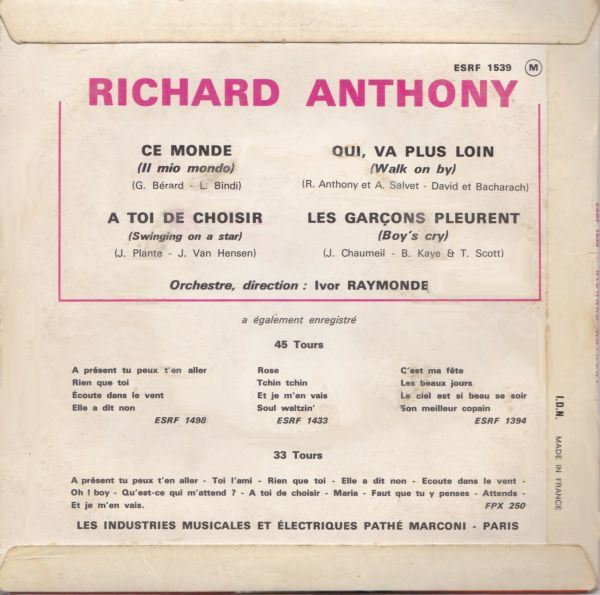 ESRF 1539 M
RICHARD ANTHONY
CE MONDE
(Il mio mondo)
(G. Bérard - L. Bindi)
OUI, VA PLUS LOIN
(Walk on by)
(R. Anthony et A. Salvet - David et Bacharach)
A TOI DE CHOISIR
(Swinging on a star)
(J. Plante - J. Van Hensen)
LES GARÇONS PLEURENT
(Boy's cry)
(J. Chaumeil - B. Kaye & T. Scott)
Orchestre, direction : Ivor RAYMONDE
a également enregistré
45 Tours
A présent tu peux t'en aller
Rien que toi
Écoute dans le vent
Elle a dit non
ESRF 1498
Rose
Tchin tchin
Et je m'en vais
Soul waltzin'
ESRF 1433
C'est ma fête
Les beaux jours
Le ciel est si beau se soir
Son meilleur copain
ESRF 1394
33 Tours
A présent tu peux t'en aller - Toi l'ami - Rien que toi - Elle a dit non - Ecoute dans le vent -
Oh ! boy - Qu'est-ce qui m'attend ? - A toi de choisir - Maria - Faut que tu y penses - Attends -
Et je m'en vais. FPX 250
LES INDUSTRIES MUSICALES ET ÉLECTRIQUES PATHÉ MARCONI - PARIS
I.D.N. MADE IN FRANCE